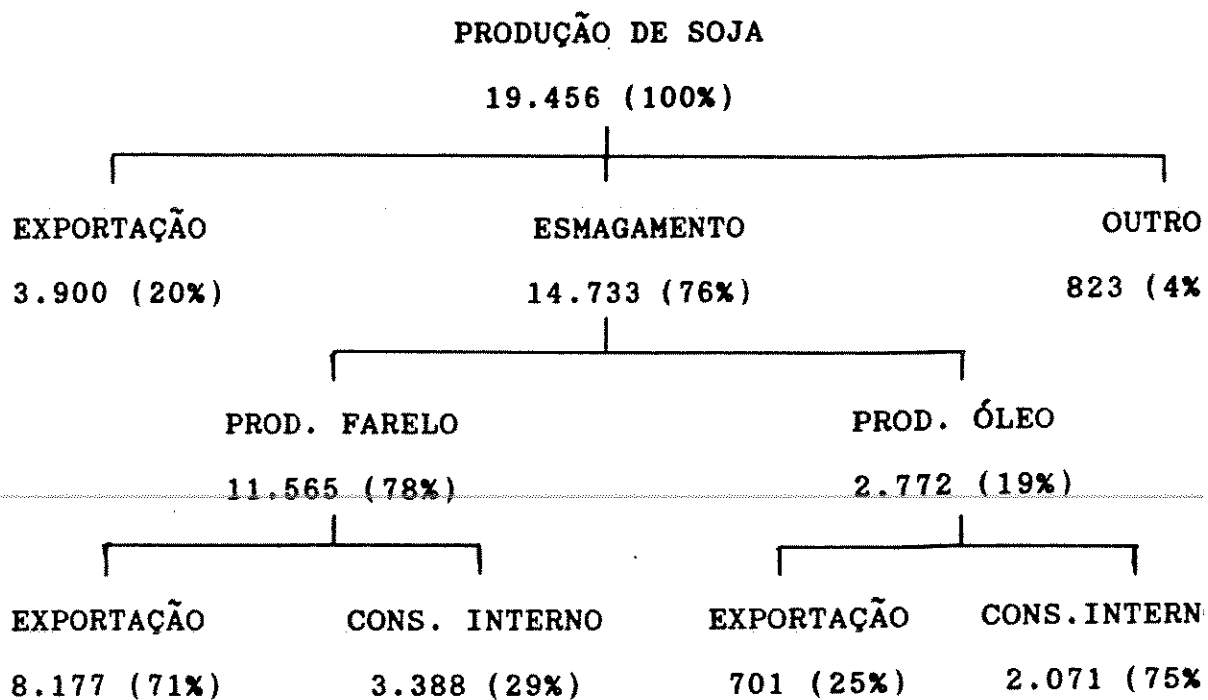 PRODUÇÃO DE SOJA
19.456 (100%)
EXPORTAÇÃO ESMAGAMENTO OUTRO
3.900 (20%) 14.733 (76%) 823 (4%
PROD. FARELO PROD. ÓLEO
11.565 (78%) 2.772 (19%)
EXPORTAÇÃO CONS. INTERNO EXPORTAÇÃO CONS.INTERN
8.177 (71%) 3.388 (29%) 701 (25%) 2.071 (75%